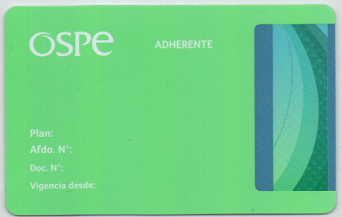 OSPe
ADHERENTE
Plan:
Afdo. N°:
Doc. N°:
Vigencia desde: